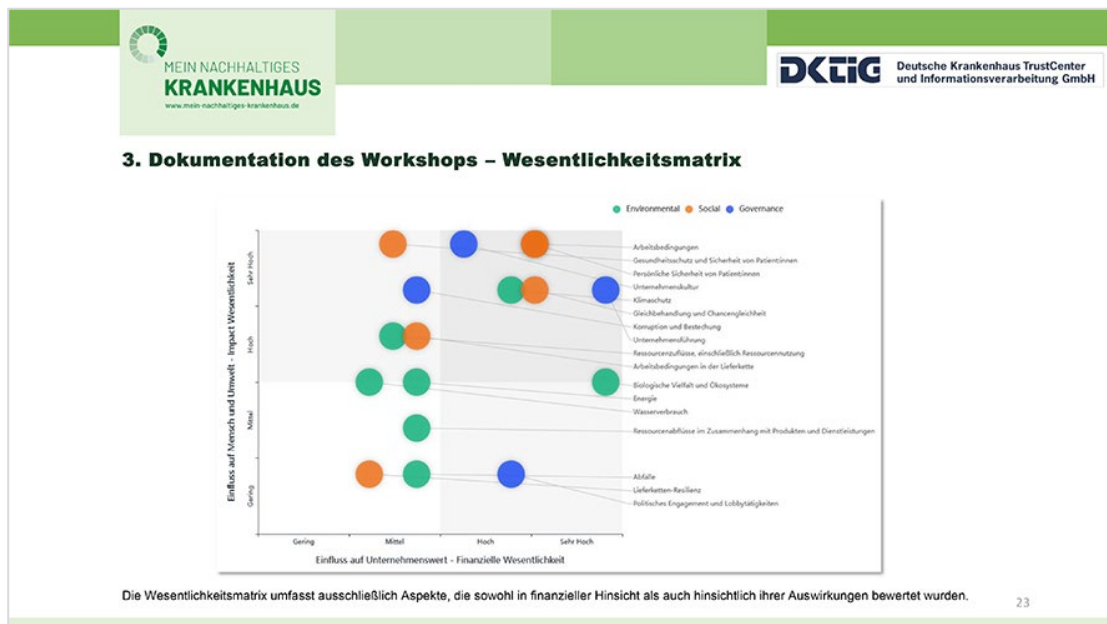 MEIN NACHHALTIGES
KRANKENHAUS
www.mein-nachhaltiges-krankenhaus.de
DKTIG
Deutsche Krankenhaus TrustCenter
und Informationsverarbeitung GmbH
3. Dokumentation des Workshops – Wesentlichkeitsmatrix
Environmental Social Governance
Einfluss auf Mensch und Umwelt - Impact Wesentlichkeit
Sehr Hoch
Hoch
Mittel
Gering
Arbeitsbedingungen
Gesundheitsschutz und Sicherheit von Patient:innen
Persönliche Sicherheit von Patient:innen
Unternehmenskultur
Klimaschutz
Gleichbehandlung und Chancengleichheit
Korruption und Bestechung
Unternehmensführung
Ressourcenzuflüsse, einschließlich Ressourcennutzung
Arbeitsbedingungen in der Lieferkette
Biologische Vielfalt und Ökosysteme
Energie
Wasserverbrauch
Ressourcenabflüsse im Zusammenhang mit Produkten und Dienstleistungen
Abfälle
Lieferketten-Resilienz
Politisches Engagement und Lobbytätigkeiten
Gering Mittel Hoch Sehr Hoch
Einfluss auf Unternehmenswert - Finanzielle Wesentlichkeit
Die Wesentlichkeitsmatrix umfasst ausschließlich Aspekte, die sowohl in finanzieller Hinsicht als auch hinsichtlich ihrer Auswirkungen bewertet wurden.
23